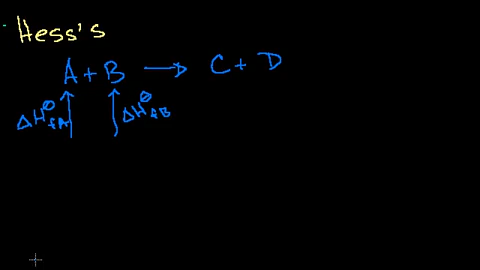 Hess's
A + B → C + D
ΔH⊖fA ΔH⊖fB